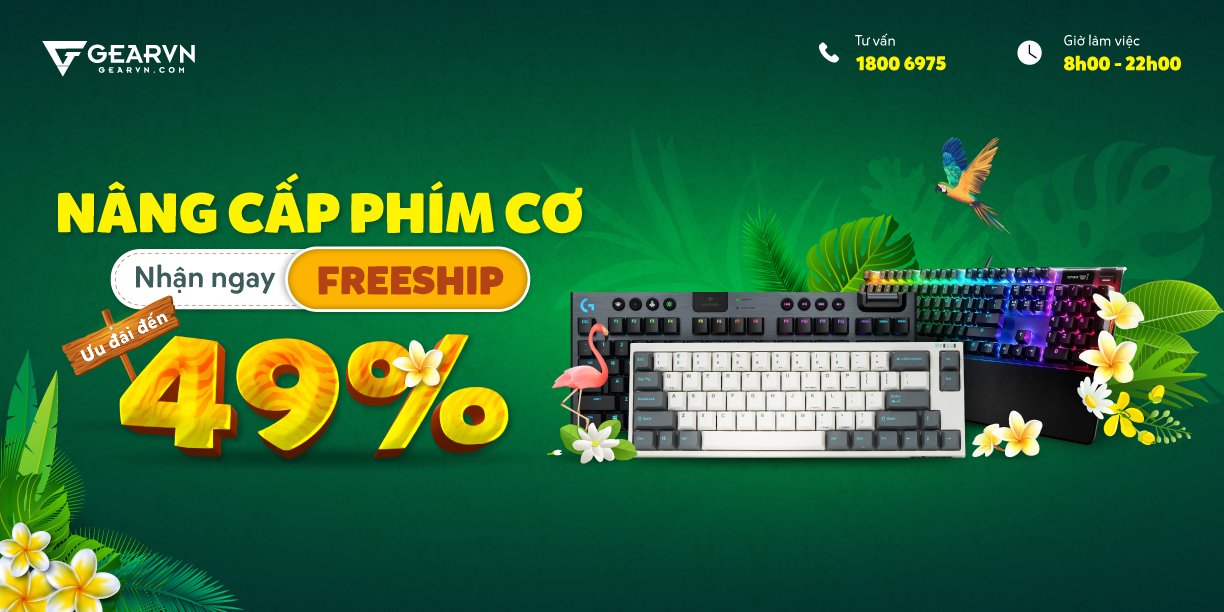 GEARVN
GEARVN.COM
Tư vấn
1800 6975
Giờ làm việc
8h00 - 22h00
NÂNG CẤP PHÍM CƠ
Nhận ngay FREESHIP
Ưu đãi đến
49%